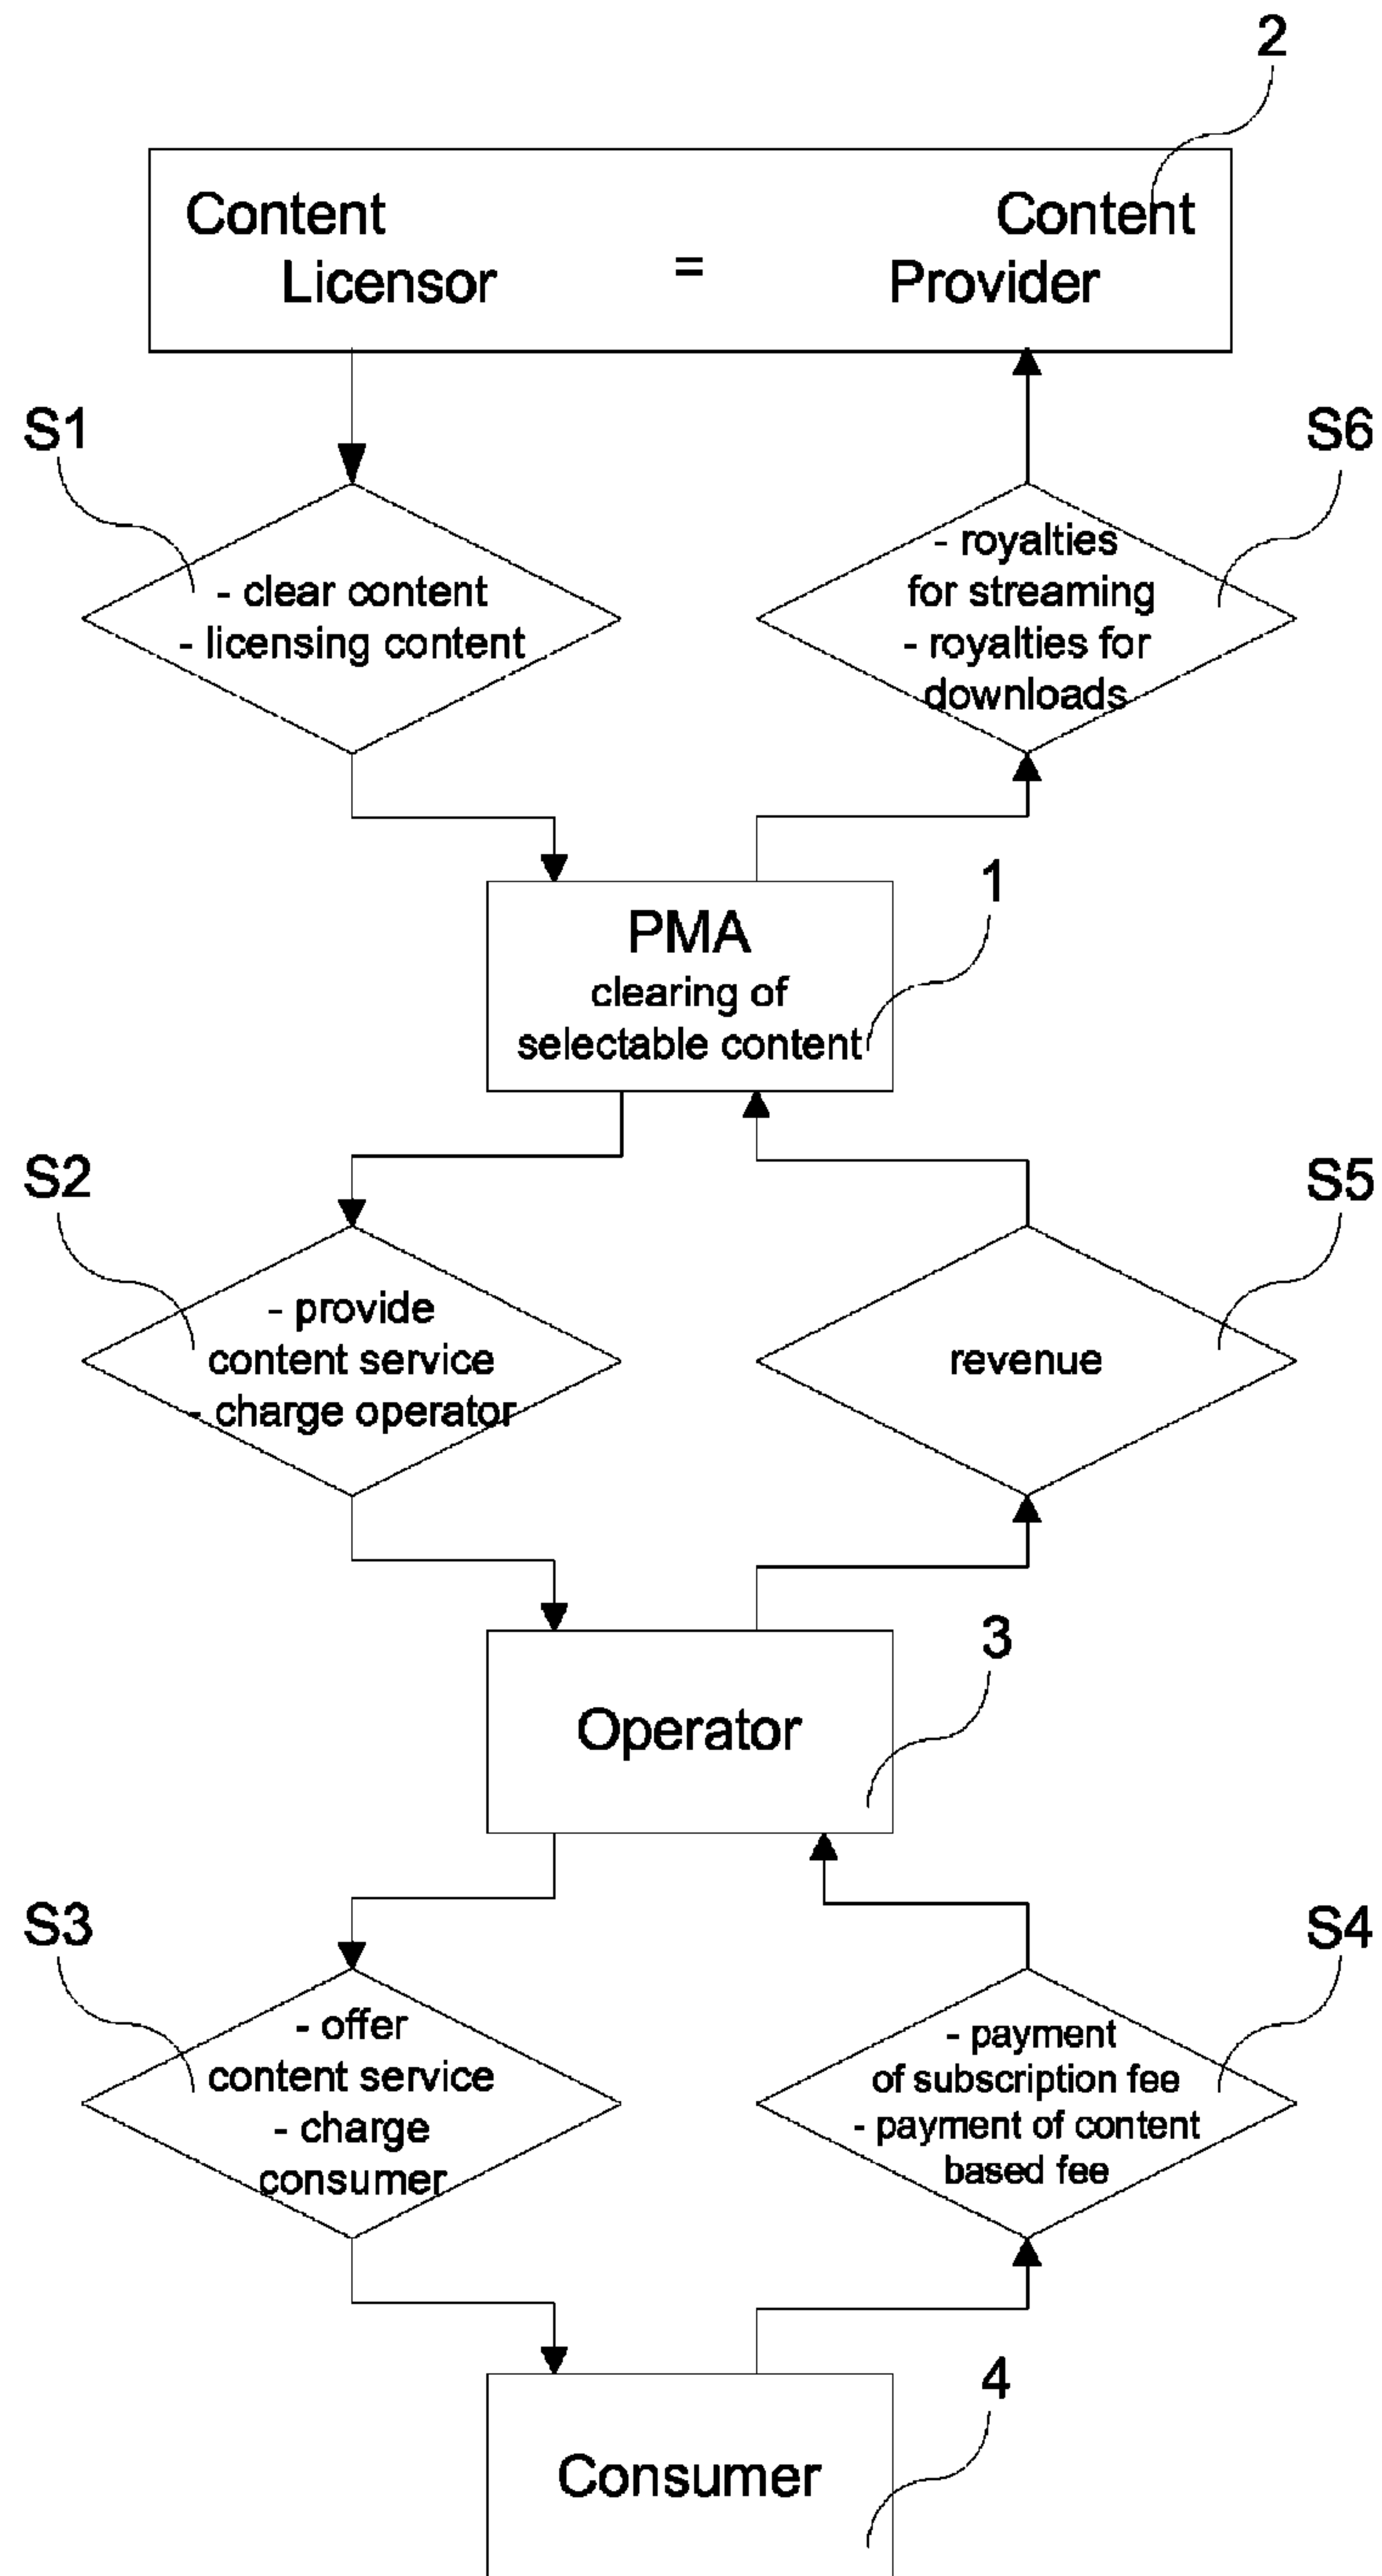 2
Content
Licensor
=
Content
Provider
S1
- clear content
- licensing content
S6
- royalties
for streaming
- royalties for
downloads
1
PMA
clearing of
selectable content
S2
- provide
content service
- charge operator
S5
revenue
3
Operator
S3
- offer
content service
- charge
consumer
S4
- payment
of subscription fee
- payment of content
based fee
4
Consumer